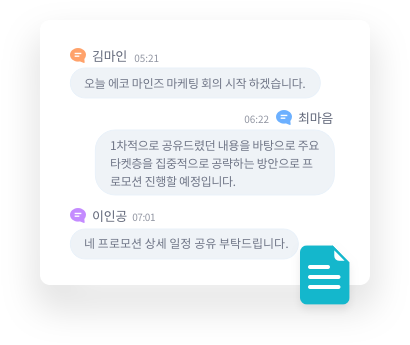 김마인 05:21
오늘 에코 마인즈 마케팅 회의 시작 하겠습니다.
06:22 최마음
1차적으로 공유드렸던 내용을 바탕으로 주요
타켓층을 집중적으로 공략하는 방안으로 프
로모션 진행할 예정입니다.
이인공 07:01
네 프로모션 상세 일정 공유 부탁드립니다.